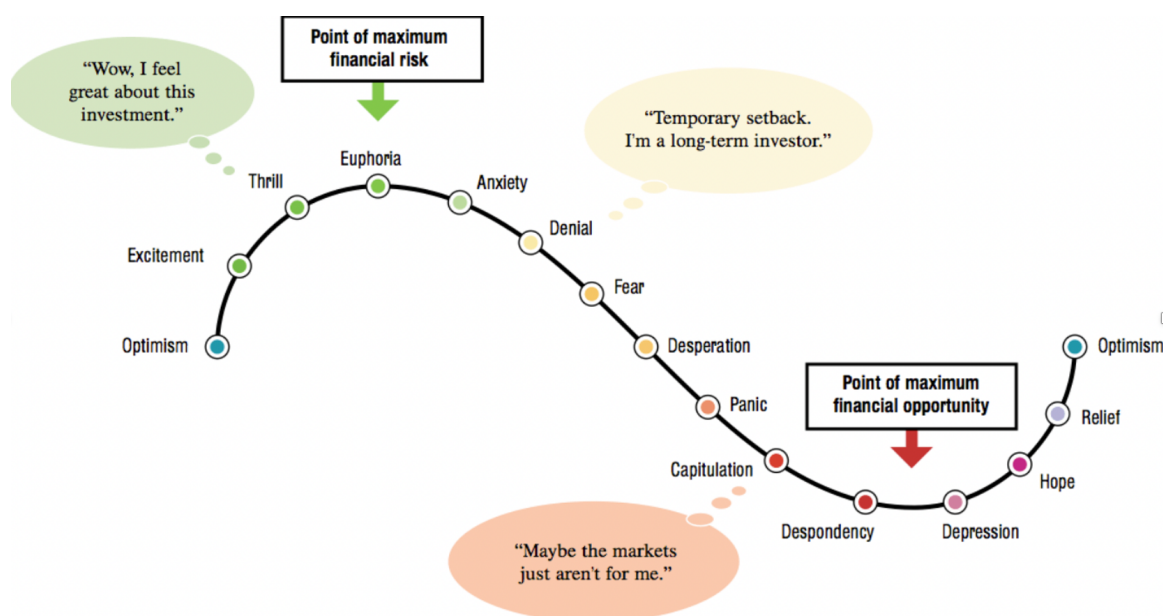 Point of maximum
financial risk
“Wow, I feel
great about this
investment.”
“Temporary setback.
I'm a long-term investor.”
Euphoria
Thrill
Anxiety
Denial
Excitement
Fear
Optimism
Desperation
Optimism
Point of maximum
financial opportunity
Panic
Relief
Capitulation
Hope
Despondency
Depression
“Maybe the markets
just aren't for me.”